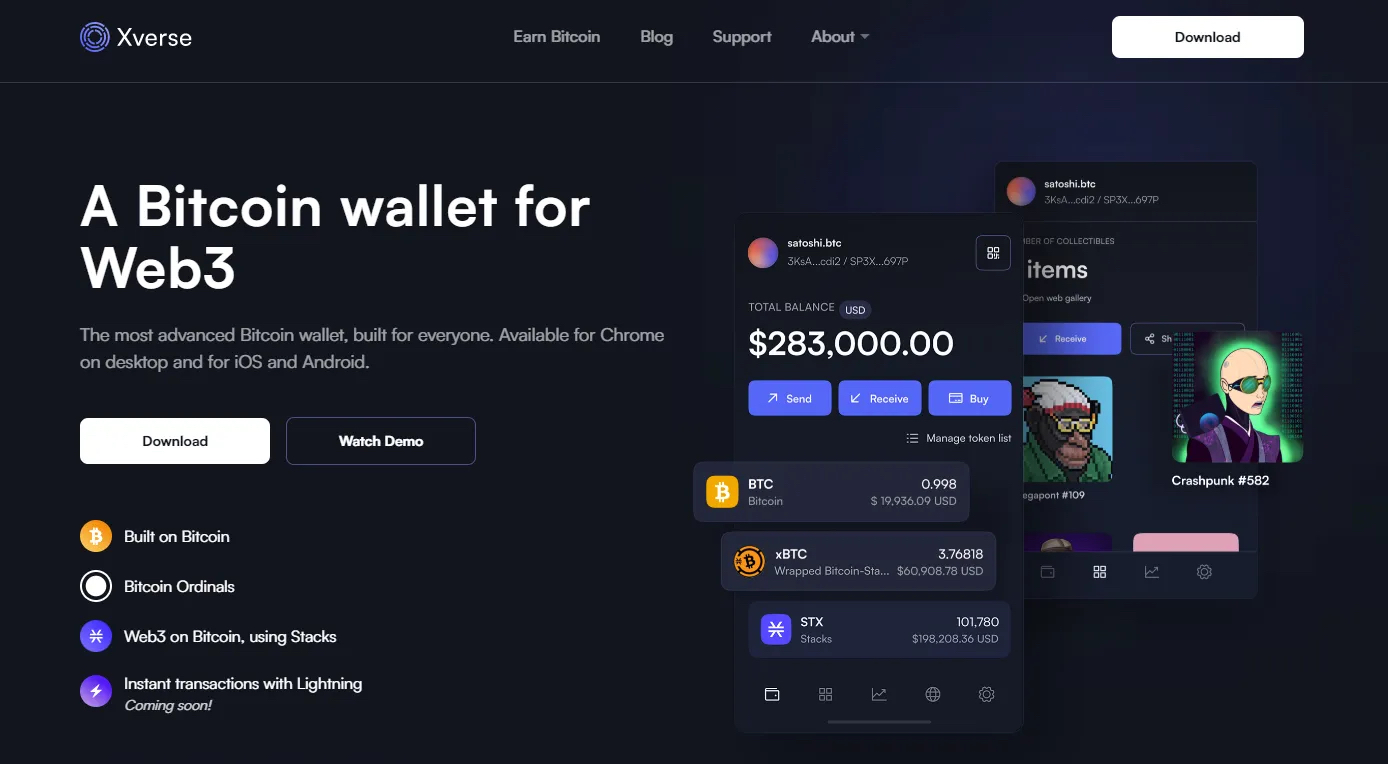 Xverse
Earn Bitcoin
Blog
Support
About
Download
A Bitcoin wallet for
Web3
The most advanced Bitcoin wallet, built for everyone. Available for Chrome
on desktop and for iOS and Android.
Download
Watch Demo
Built on Bitcoin
Bitcoin Ordinals
Web3 on Bitcoin, using Stacks
Instant transactions with Lightning
Coming soon!
satoshi.btc
3KsA...cdi2 / SP3X...697P
TOTAL BALANCE USD
$283,000.00
Send
Receive
Buy
Manage token list
BTC 0.998
Bitcoin $ 19,936.09 USD
xBTC 3.76818
Wrapped Bitcoin-Sta... $60,908.78 USD
STX 101,780
Stacks $198,208.36 USD
satoshi.btc
3KsA...cdi2 / SP3X...697P
BER OF COLLECTIBLES
items
Open web gallery
Receive
Sh
egapont #109
Crashpunk #582